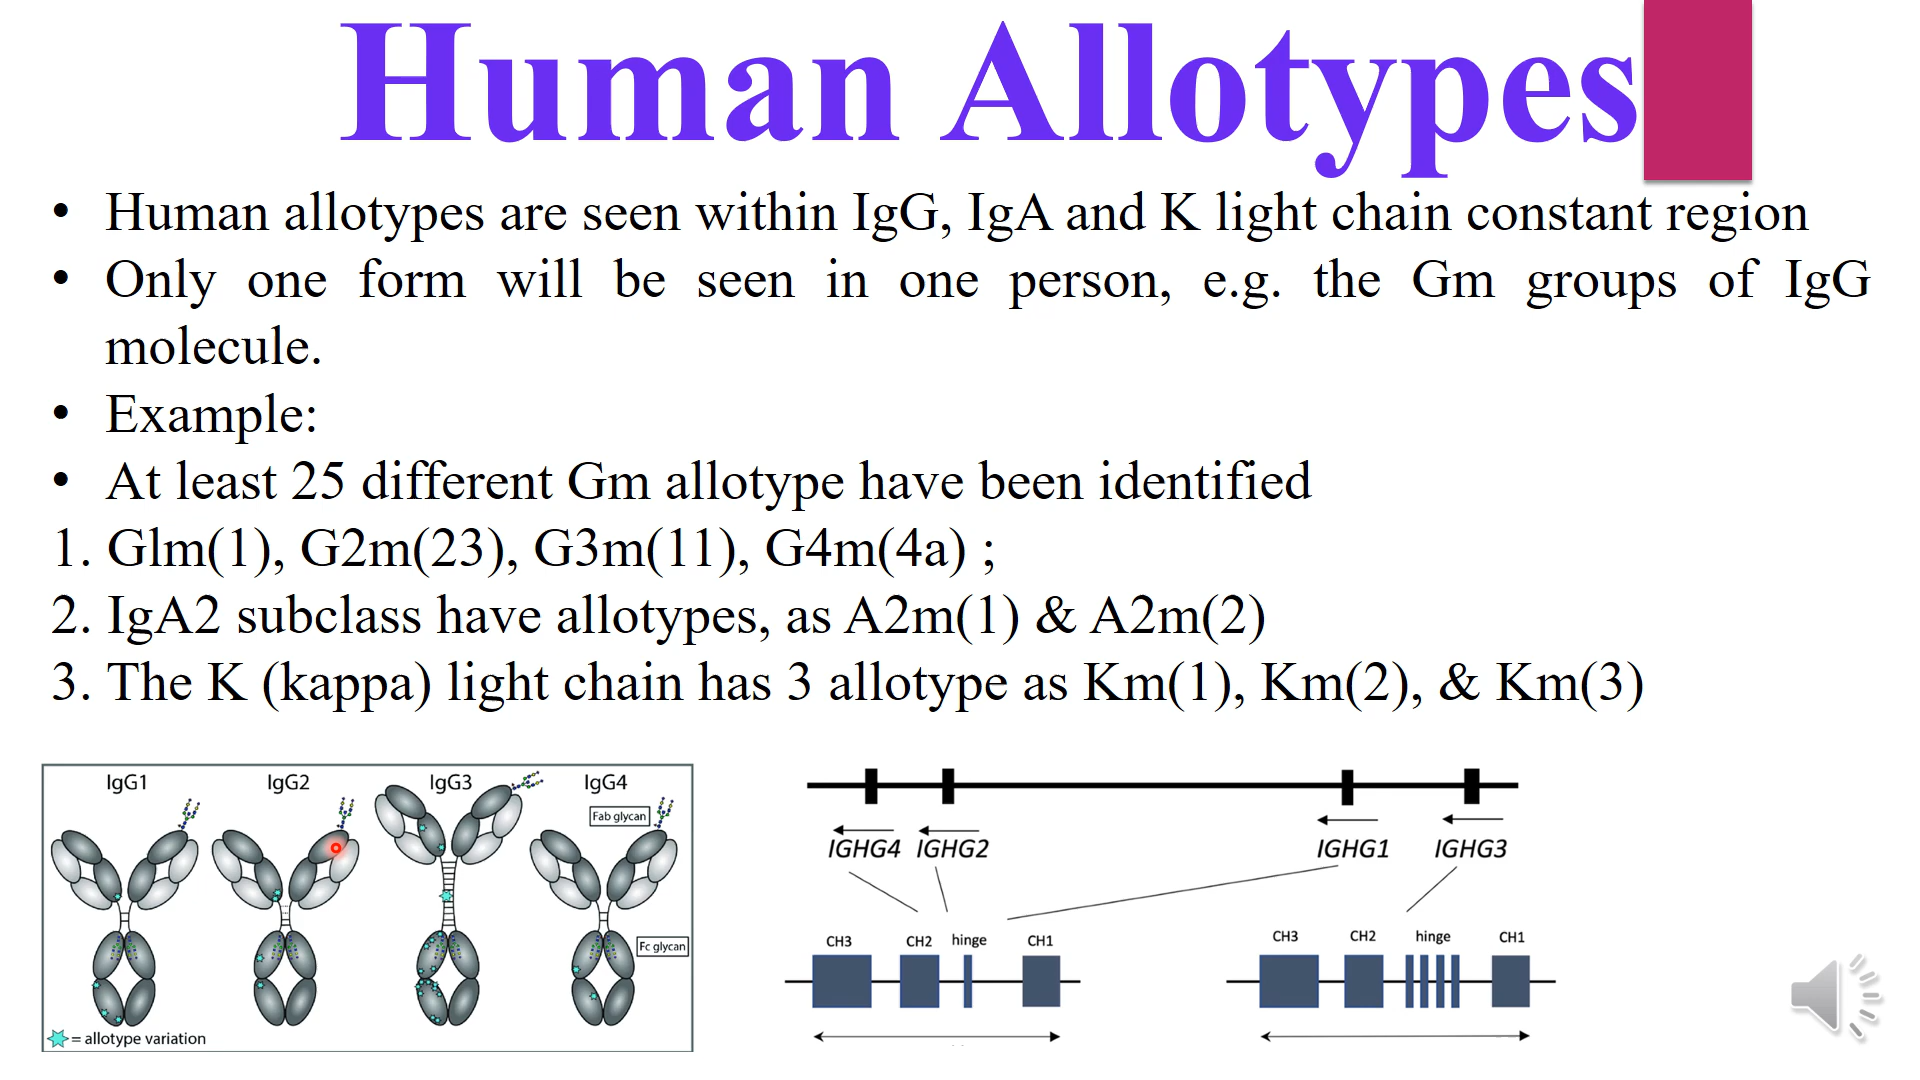 Human Allotypes
• Human allotypes are seen within IgG, IgA and K light chain constant region
• Only one form will be seen in one person, e.g. the Gm groups of IgG
molecule.
• Example:
• At least 25 different Gm allotype have been identified
1. Glm(1), G2m(23), G3m(11), G4m(4a) ;
2. IgA2 subclass have allotypes, as A2m(1) & A2m(2)
3. The K (kappa) light chain has 3 allotype as Km(1), Km(2), & Km(3)
IgG1 IgG2 IgG3 IgG4
Fab glycan
Fc glycan
= allotype variation
IGHG4 IGHG2 IGHG1 IGHG3
CH3 CH2 hinge CH1
CH3 CH2 hinge CH1